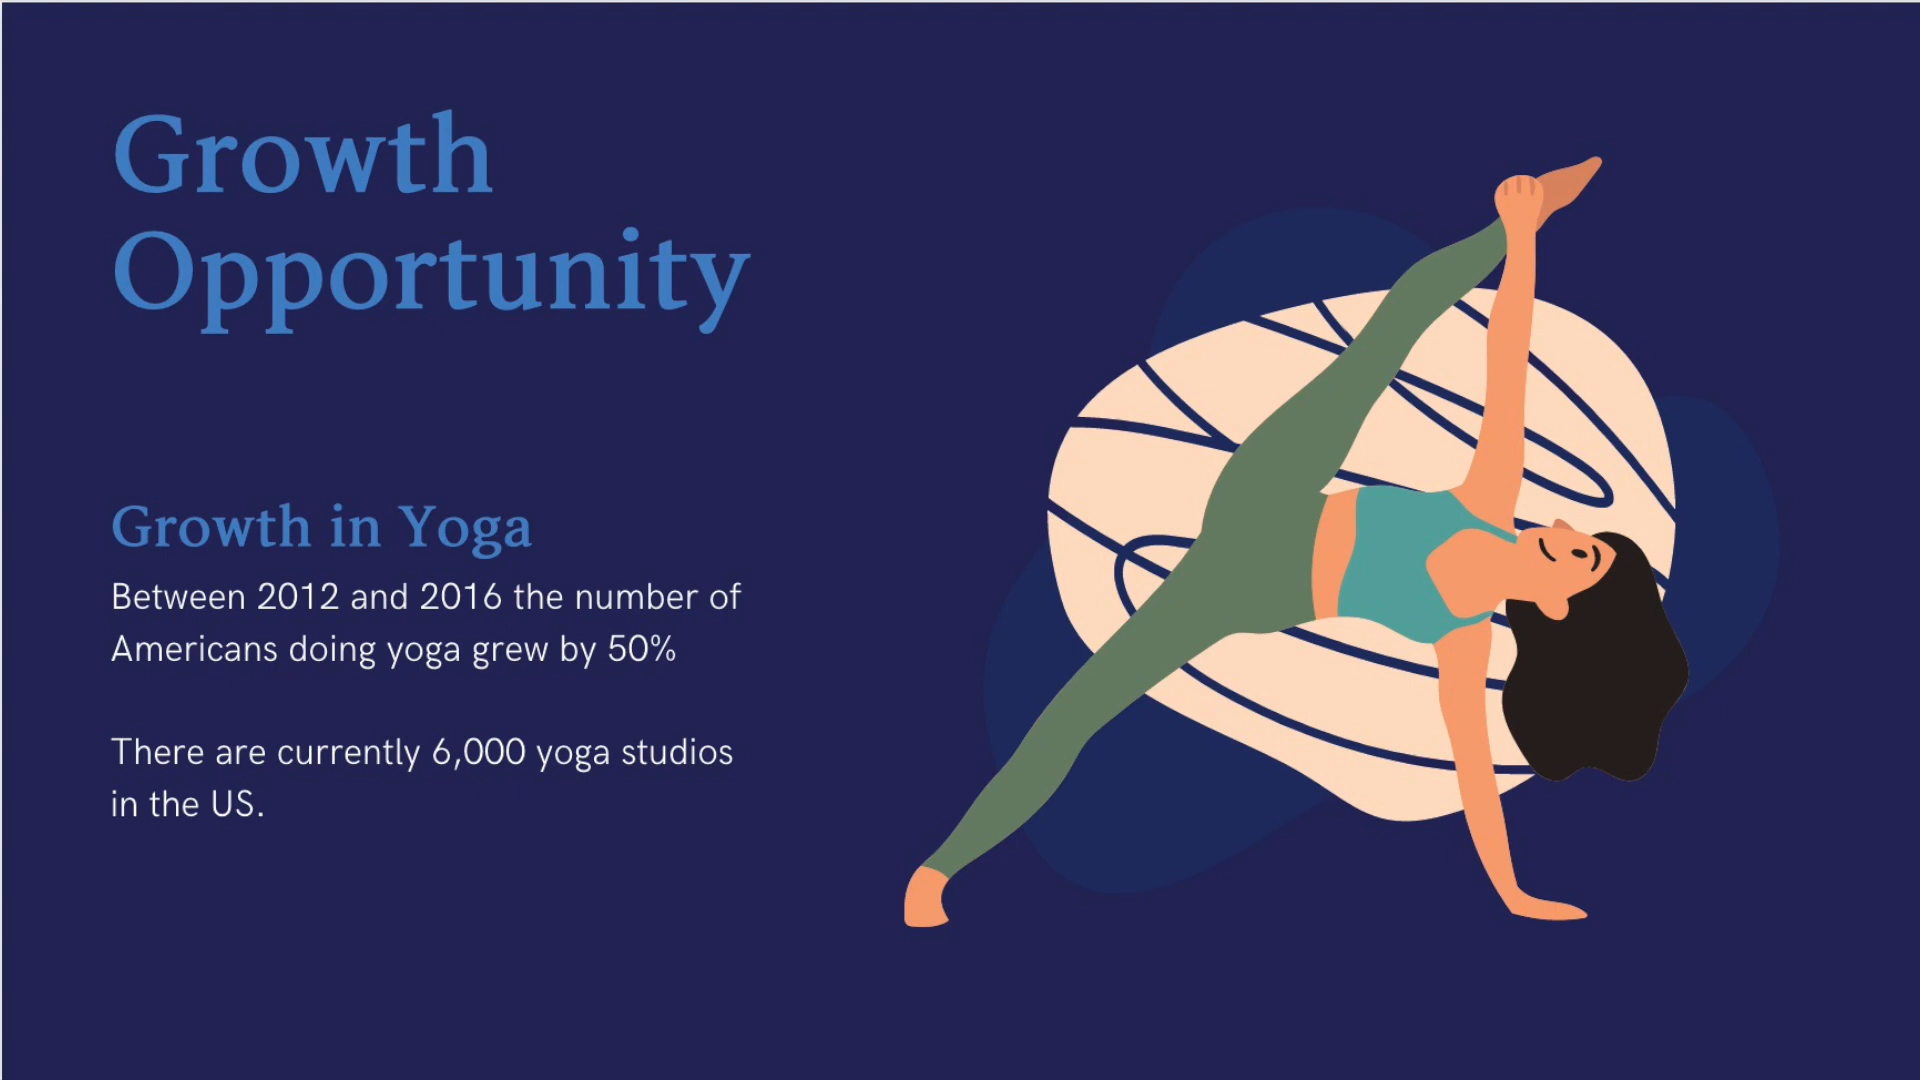 Growth
Opportunity
Growth in Yoga
Between 2012 and 2016 the number of
Americans doing yoga grew by 50%
There are currently 6,000 yoga studios
in the US.